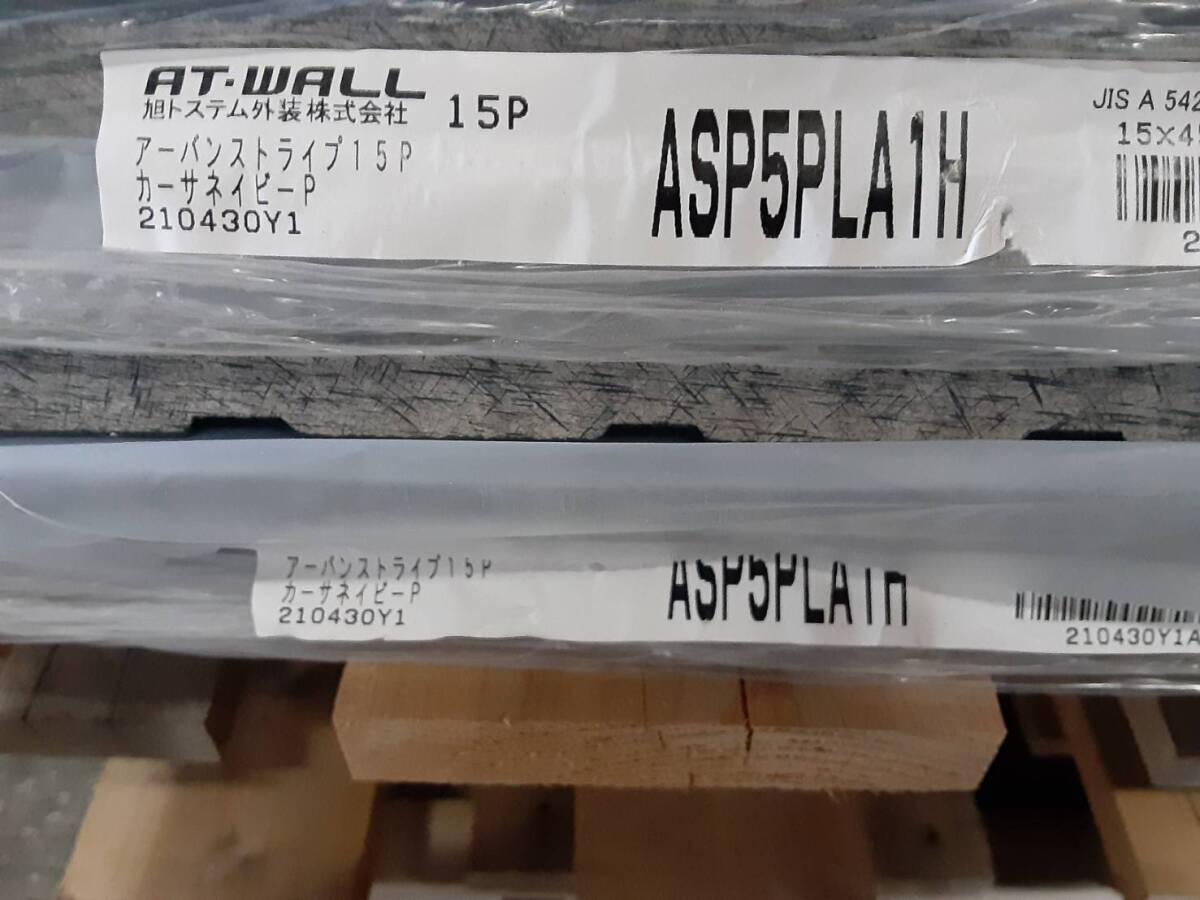 AT-WALL
旭トステム外装株式会社 15P
アーバンストライプ15P
カーサネイビーP
210430Y1
ASP5PLA1H
JIS A 542
15×4
2
アーバンストライプ15P
カーサネイビーP
210430Y1
ASP5PLA1H
210430Y1A